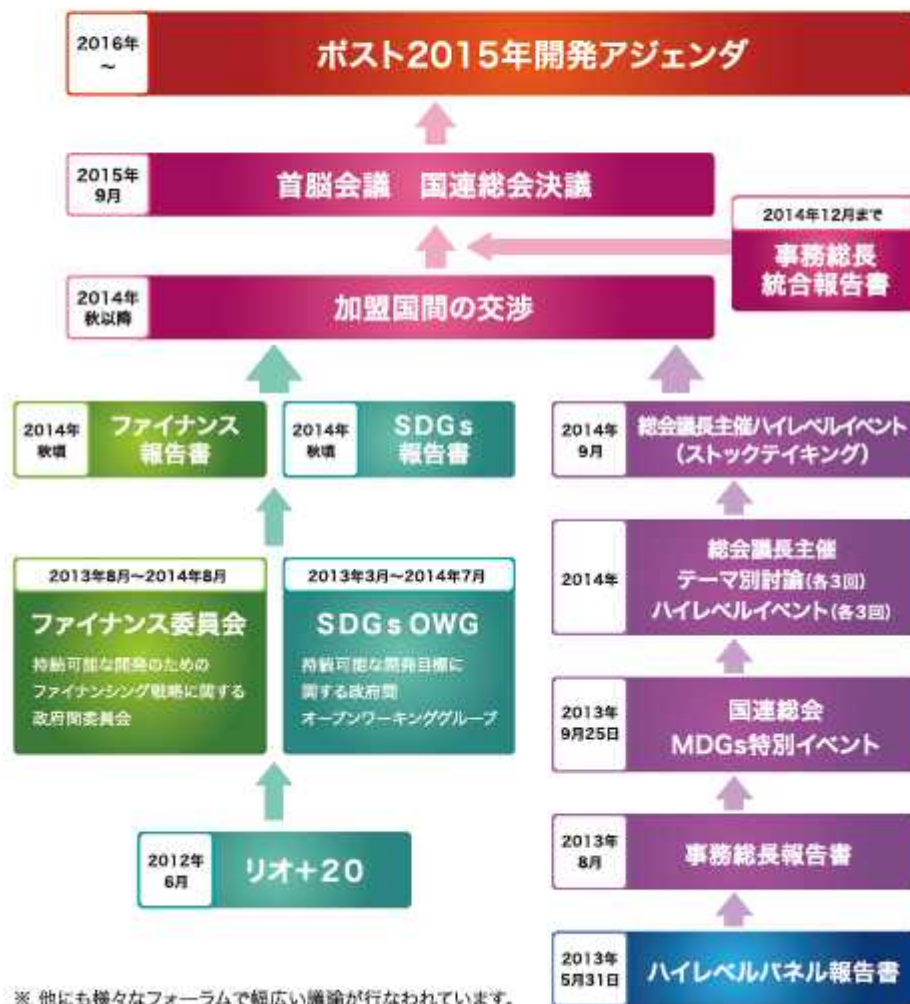 2016年
～
ポスト2015年開発アジェンダ
2015年
9月
首脳会議　国連総会決議
2014年12月まで
事務総長
統合報告書
2014年
秋以降
加盟国間の交渉
2014年
秋頃
ファイナンス
報告書
2014年
秋頃
SDGs
報告書
2014年
9月
総会議長主催ハイレベルイベント
（ストックテイキング）
2013年8月～2014年8月
ファイナンス委員会
持続可能な開発のための
ファイナンシング戦略に関する
政府間委員会
2013年3月～2014年7月
SDGs OWG
持続可能な開発目標に
関する政府間
オープンワーキンググループ
2014年
総会議長主催
テーマ別討論(各3回)
ハイレベルイベント(各3回)
2013年
9月25日
国連総会
MDGs特別イベント
2012年
6月
リオ+20
2013年
8月
事務総長報告書
2013年
5月31日
ハイレベルパネル報告書
※ 他にも様々なフォーラムで幅広い議論が行なわれています。